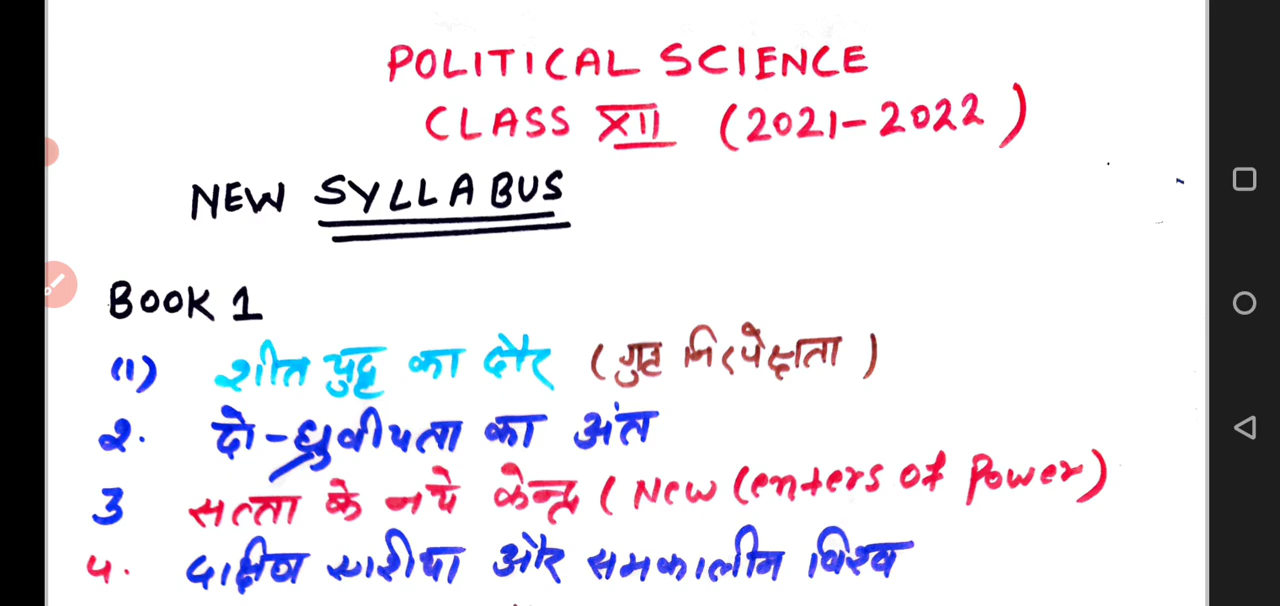 POLITICAL SCIENCE
CLASS XII (2021-2022)
NEW SYLLABUS
BOOK 1
(1) शीत युद्ध का दौर (गुट निरपेक्षता)
2. दो-ध्रुवीयता का अंत
3 सत्ता के नये केन्द्र (New Centers of Power)
4. दक्षिण एशिया और समकालीन विश्व